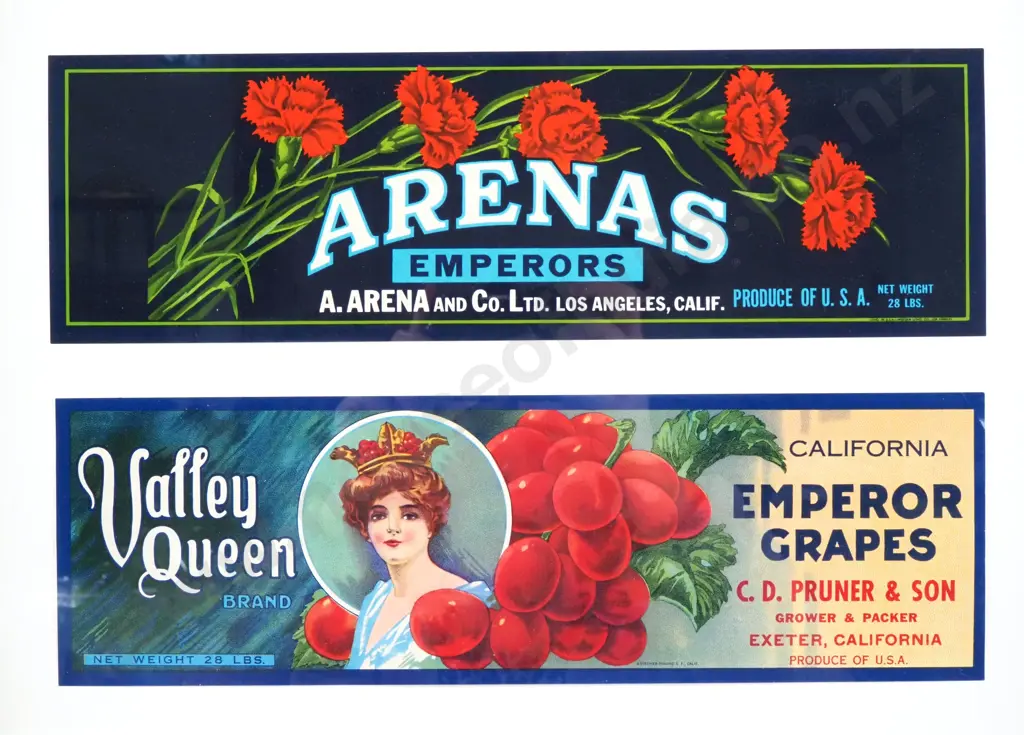 ARENAS
EMPERORS
A. ARENA AND CO. LTD. LOS ANGELES, CALIF.
PRODUCE OF U. S. A.
NET WEIGHT
28 LBS.
Valley
Queen
BRAND
NET WEIGHT 28 LBS.
CALIFORNIA
EMPEROR
GRAPES
C. D. PRUNER & SON
GROWER & PACKER
EXETER, CALIFORNIA
PRODUCE OF U.S.A.